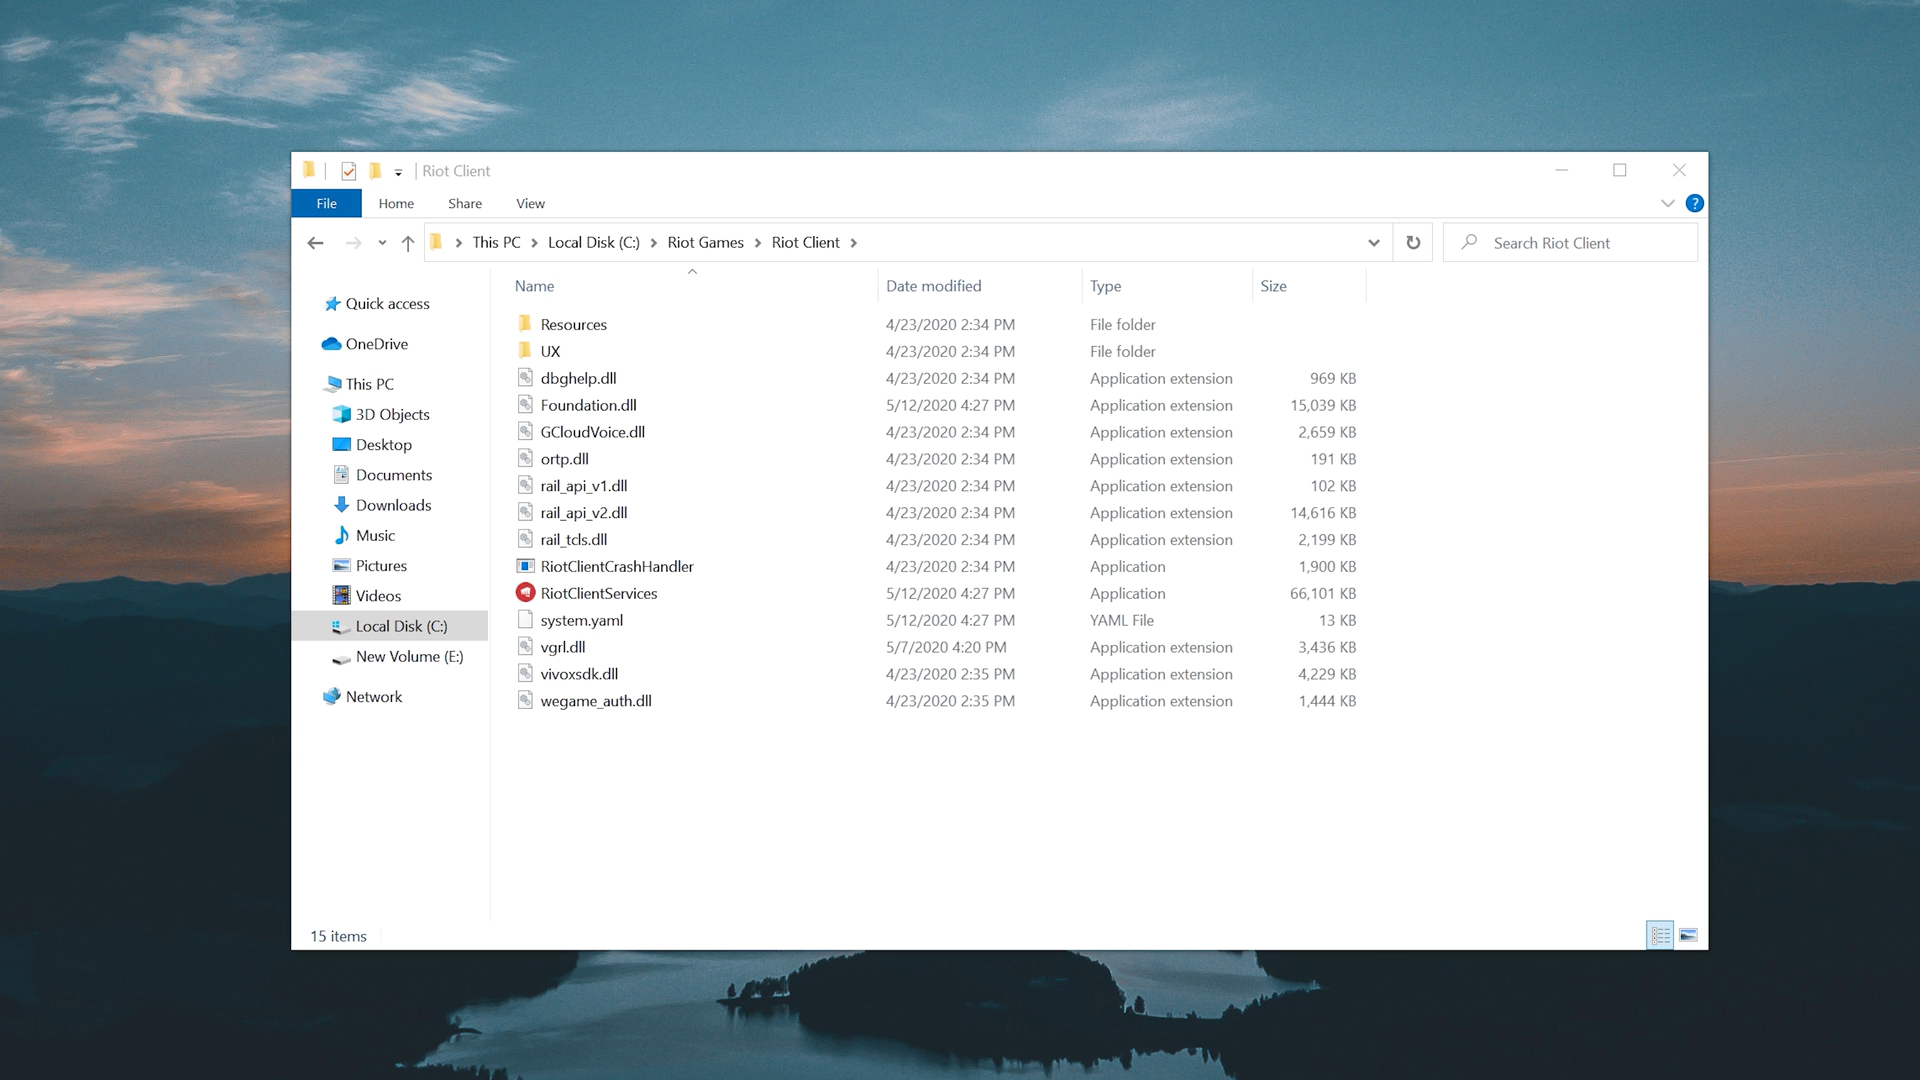 Riot Client
File Home Share View
?
This PC Local Disk (C:) Riot Games Riot Client
Search Riot Client
Quick access
OneDrive
This PC
3D Objects
Desktop
Documents
Downloads
Music
Pictures
Videos
Local Disk (C:)
New Volume (E:)
Network
Name Date modified Type Size
Resources 4/23/2020 2:34 PM File folder
UX 4/23/2020 2:34 PM File folder
dbghelp.dll 4/23/2020 2:34 PM Application extension 969 KB
Foundation.dll 5/12/2020 4:27 PM Application extension 15,039 KB
GCloudVoice.dll 4/23/2020 2:34 PM Application extension 2,659 KB
ortp.dll 4/23/2020 2:34 PM Application extension 191 KB
rail_api_v1.dll 4/23/2020 2:34 PM Application extension 102 KB
rail_api_v2.dll 4/23/2020 2:34 PM Application extension 14,616 KB
rail_tcls.dll 4/23/2020 2:34 PM Application extension 2,199 KB
RiotClientCrashHandler 4/23/2020 2:34 PM Application 1,900 KB
RiotClientServices 5/12/2020 4:27 PM Application 66,101 KB
system.yaml 5/12/2020 4:27 PM YAML File 13 KB
vgrl.dll 5/7/2020 4:20 PM Application extension 3,436 KB
vivoxsdk.dll 4/23/2020 2:35 PM Application extension 4,229 KB
wegame_auth.dll 4/23/2020 2:35 PM Application extension 1,444 KB
15 items